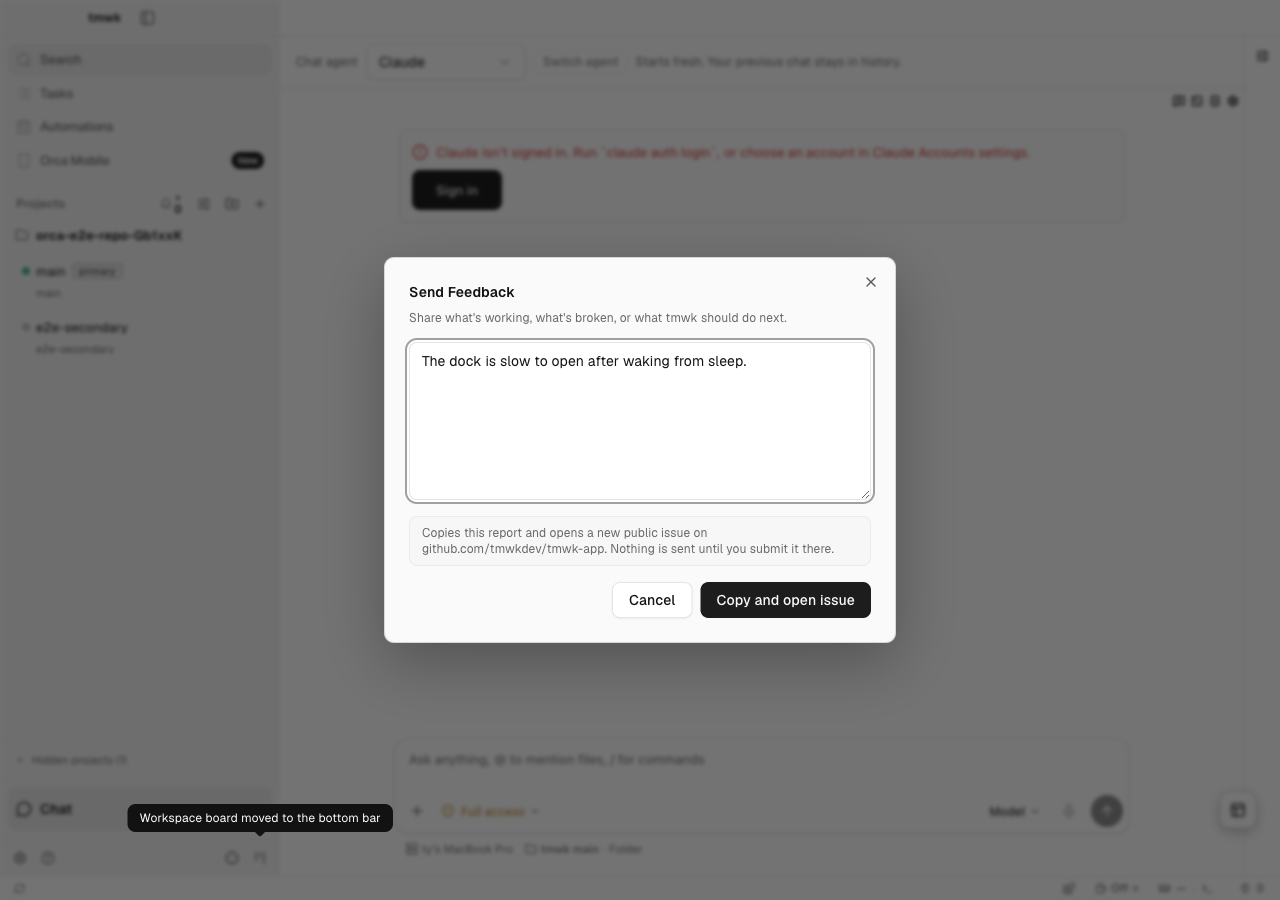 tmwk
Search
Tasks
Automations
Orca Mobile
New
Projects
main
primary
main
e2e-secondary
e2e-secondary
Hidden projects (1)
Chat
Workspace board moved to the bottom bar
Chat agent
Claude
Switch agent
Starts fresh. Your previous chat stays in history.
Claude isn't signed in. Run `claude auth login`, or choose an account in Claude Accounts settings.
Sign in
Send Feedback
Share what's working, what's broken, or what tmwk should do next.
The dock is slow to open after waking from sleep.
Copies this report and opens a new public issue on
github.com/tmwkdev/tmwk-app. Nothing is sent until you submit it there.
Cancel
Copy and open issue
Ask anything, @ to mention files, / for commands
Full access
Model
ty's MacBook Pro
tmwk main · Folder
Off